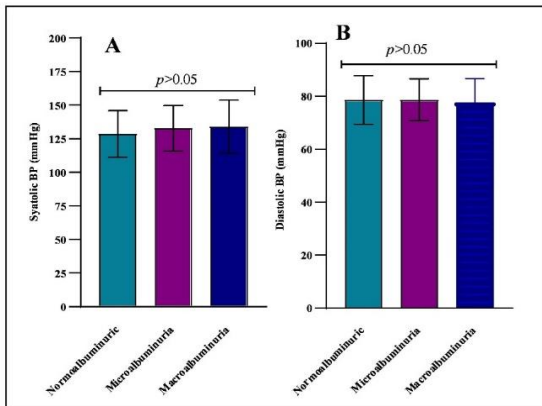 A
p>0.05
Syatolic BP (mmHg)
200
175
150
125
100
75
50
25
0
Normoalbuminuric
Microalbuminuria
Macroalbuminuria
B
p>0.05
Diastolic BP (mmHg)
100
80
60
40
20
0
Normoalbuminuric
Microalbuminuria
Macroalbuminuria